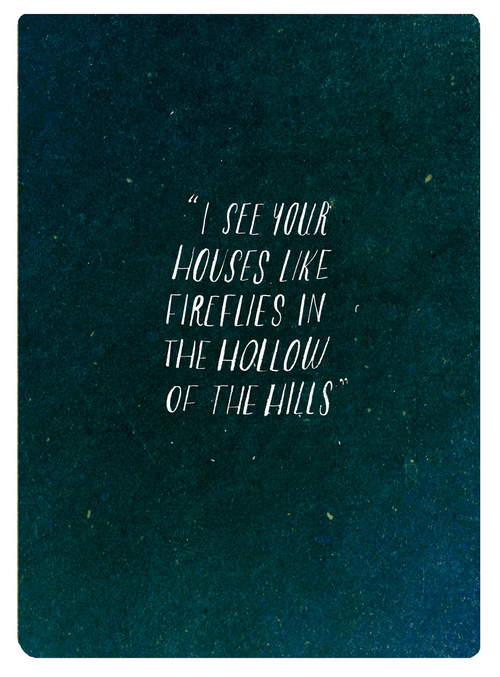 “I SEE YOUR
HOUSES LIKE
FIREFLIES IN
THE HOLLOW
OF THE HILLS”